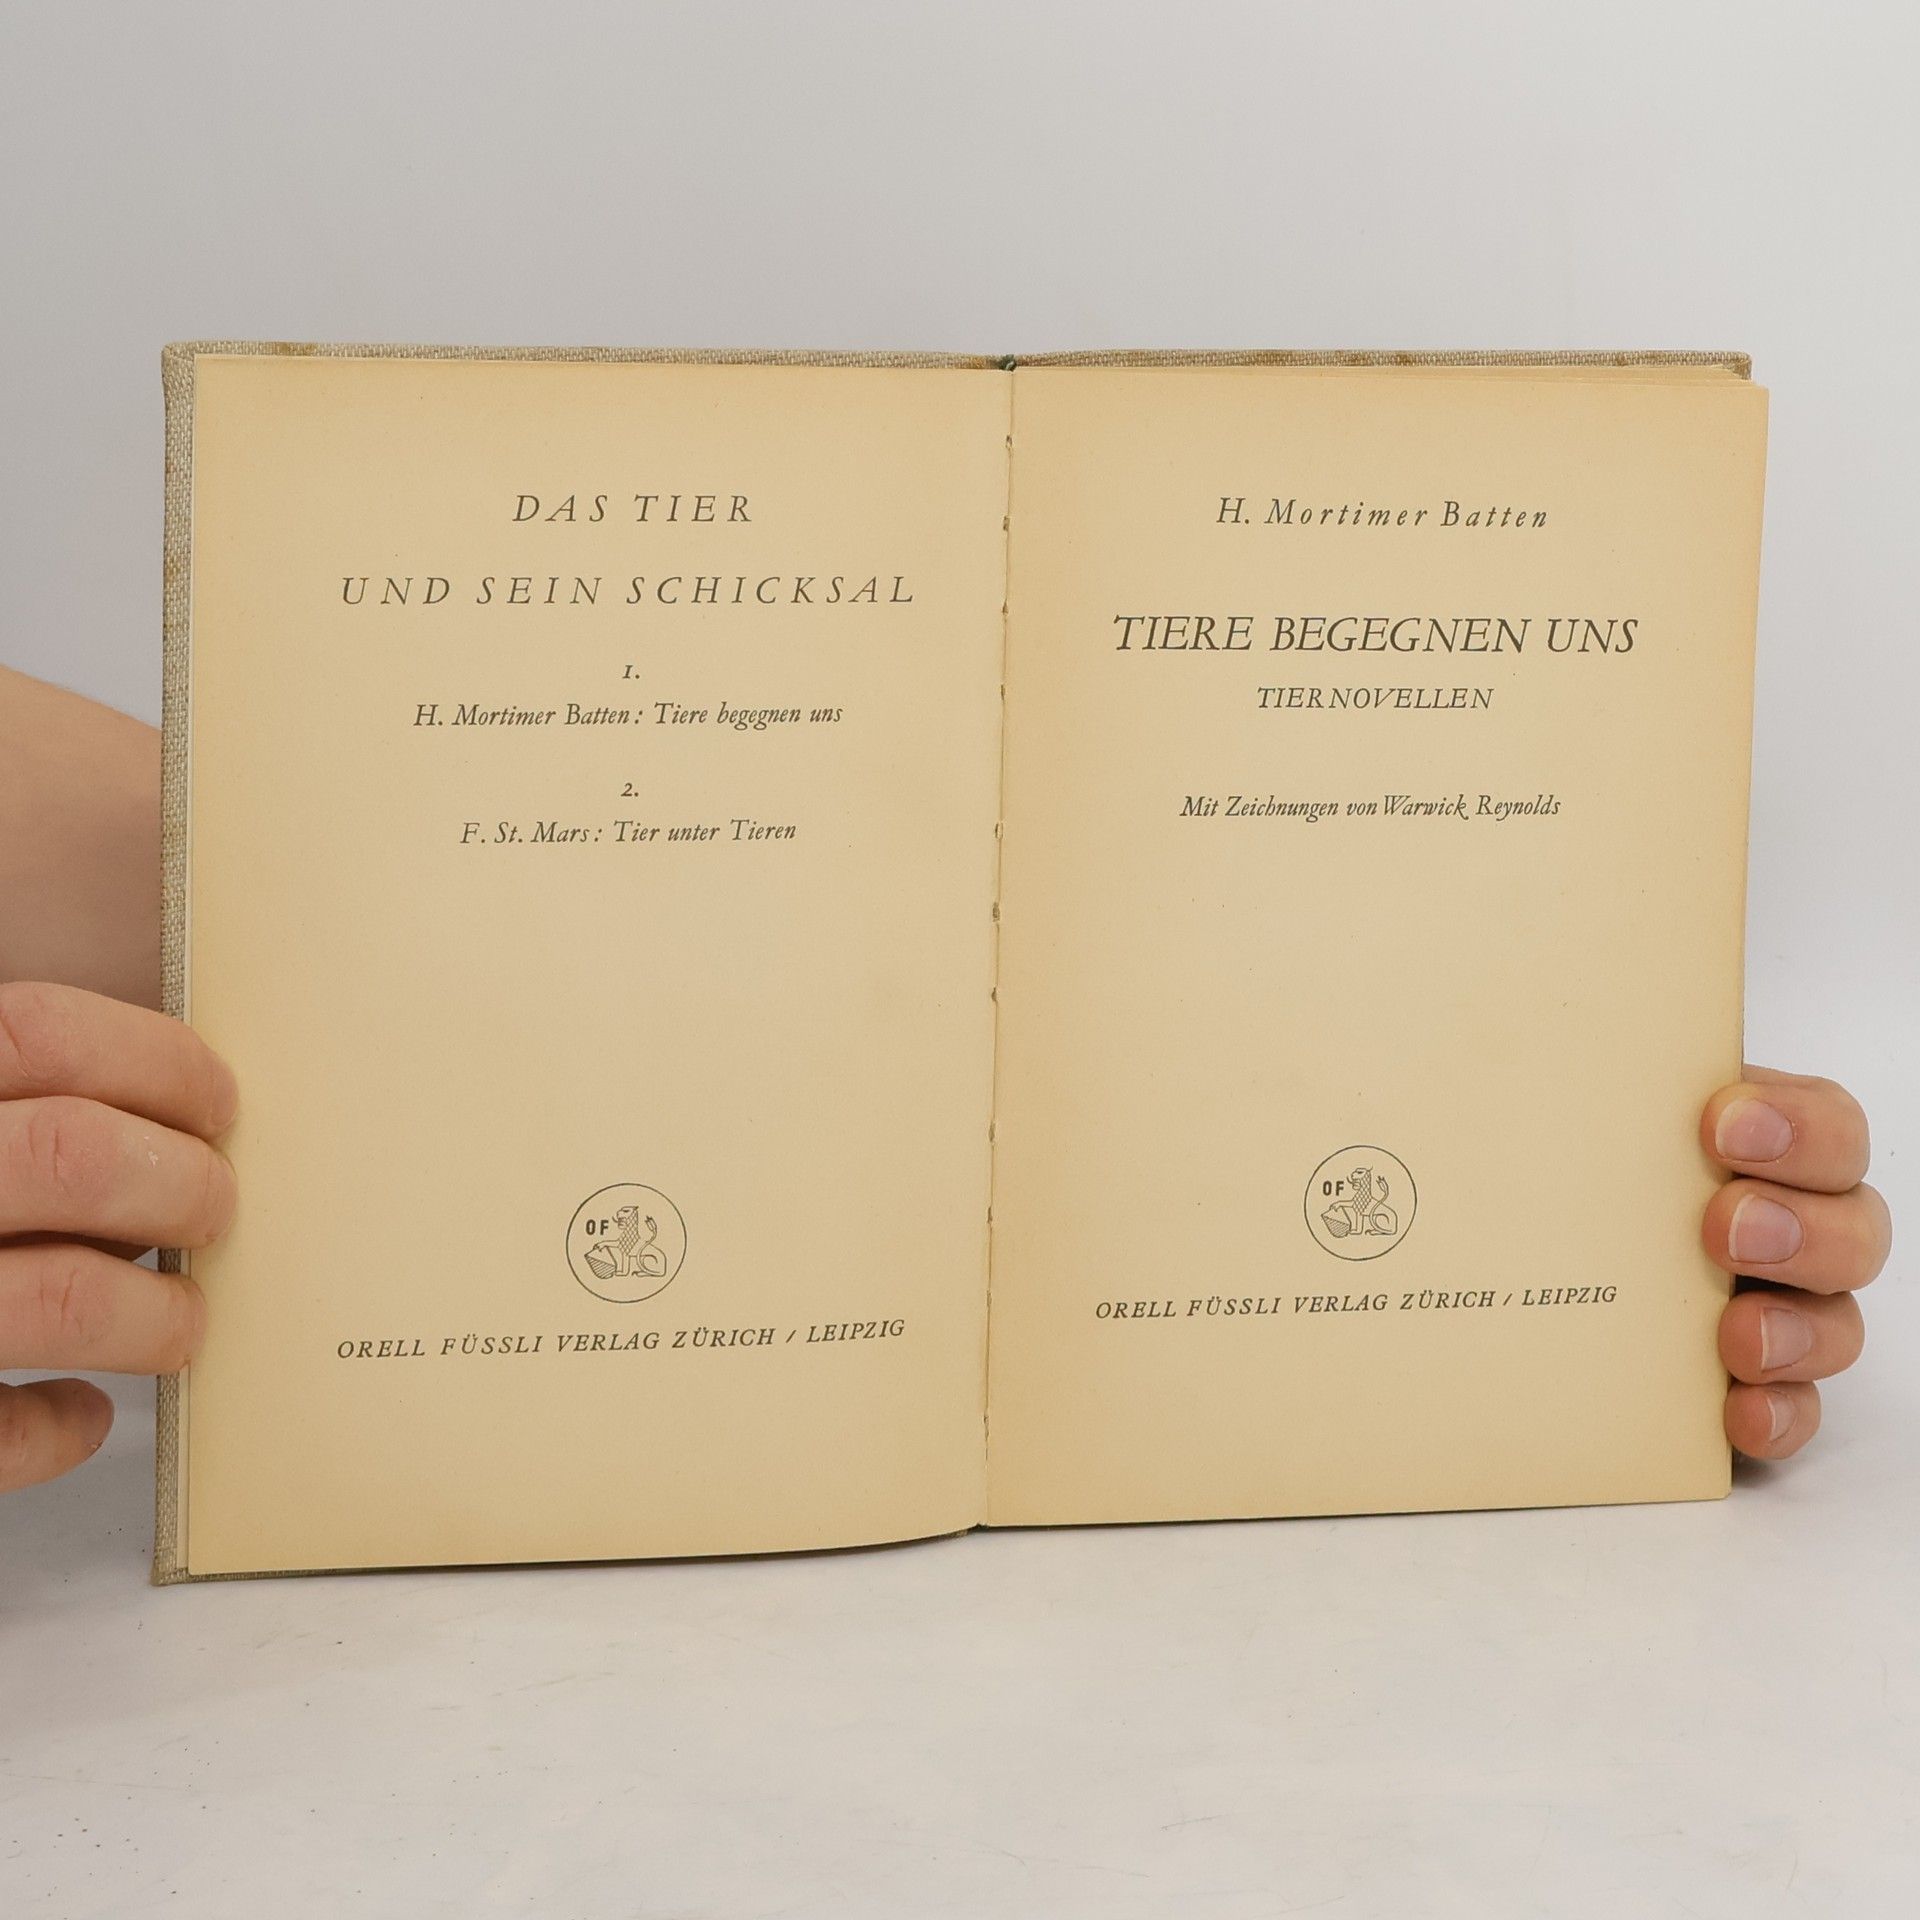 DAS TIER
UND SEIN SCHICKSAL
1.
H. Mortimer Batten: Tiere begegnen uns
2.
F. St. Mars: Tier unter Tieren
OF
ORELL FÜSSLI VERLAG ZÜRICH / LEIPZIG
H. Mortimer Batten
TIERE BEGEGNEN UNS
TIERNOVELLEN
Mit Zeichnungen von Warwick Reynolds
OF
ORELL FÜSSLI VERLAG ZÜRICH / LEIPZIG